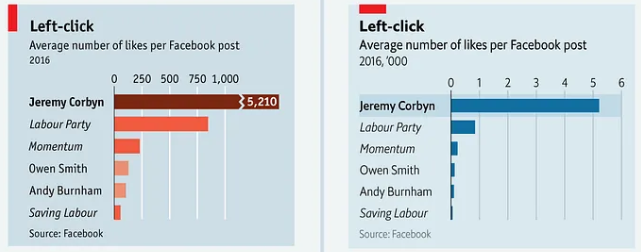 Left-click
Average number of likes per Facebook post
2016
0 250 500 750 1,000
Jeremy Corbyn 5,210
Labour Party
Momentum
Owen Smith
Andy Burnham
Saving Labour
Source: Facebook
Left-click
Average number of likes per Facebook post
2016, '000
0 1 2 3 4 5 6
Jeremy Corbyn
Labour Party
Momentum
Owen Smith
Andy Burnham
Saving Labour
Source: Facebook